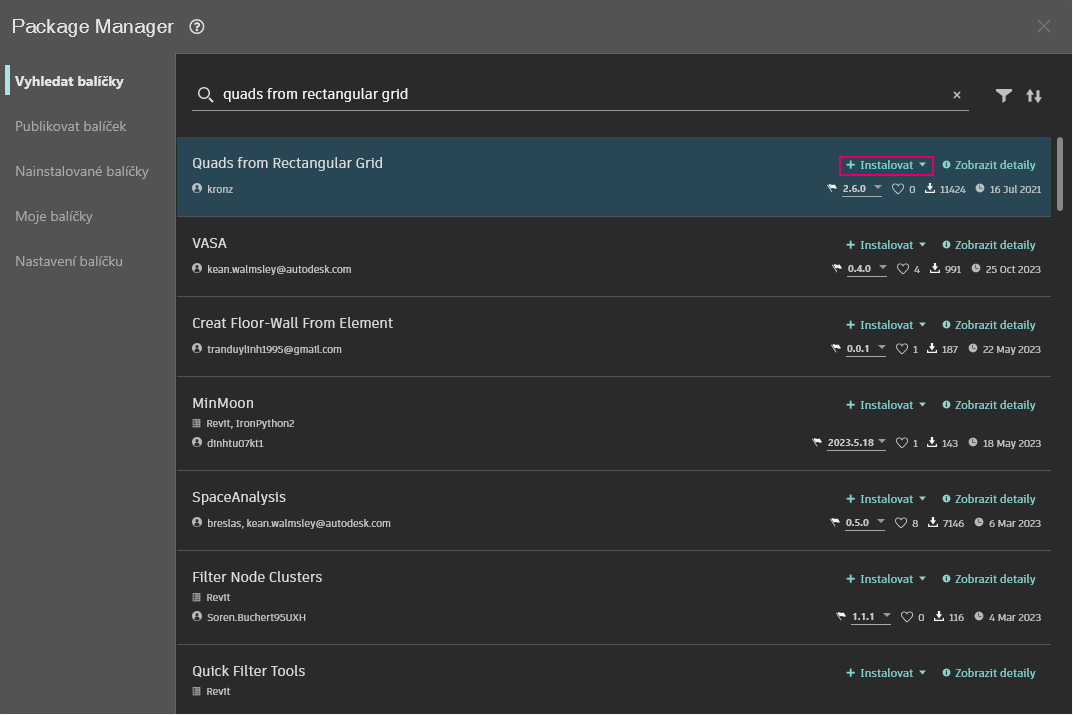 Package Manager
Vyhledat balíčky
Publikovat balíček
Nainstalované balíčky
Moje balíčky
Nastavení balíčku
quads from rectangular grid
Quads from Rectangular Grid
+ Instalovat Zobrazit detaily
kronz 2.6.0 0 11424 16 Jul 2021
VASA
+ Instalovat Zobrazit detaily
kean.walmsley@autodesk.com 0.4.0 4 991 25 Oct 2023
Creat Floor-Wall From Element
+ Instalovat Zobrazit detaily
tranduylinh1995@gmail.com 0.0.1 1 187 22 May 2023
MinMoon
+ Instalovat Zobrazit detaily
Revit, IronPython2
dinhtu07kt1 2023.5.18 1 143 18 May 2023
SpaceAnalysis
+ Instalovat Zobrazit detaily
breslas, kean.walmsley@autodesk.com 0.5.0 8 7146 6 Mar 2023
Filter Node Clusters
+ Instalovat Zobrazit detaily
Revit
Soren.Buchert95UXH 1.1.1 0 116 4 Mar 2023
Quick Filter Tools
+ Instalovat Zobrazit detaily
Revit